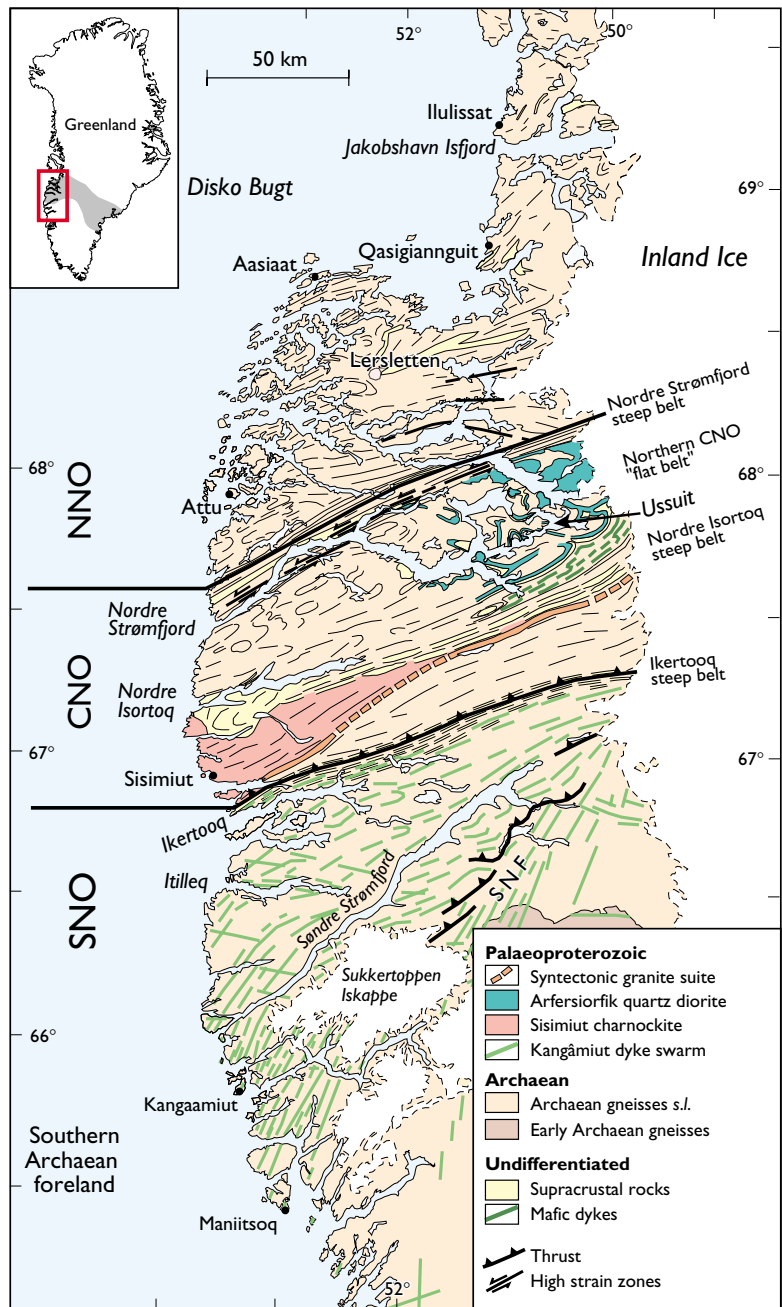 Greenland
52°
50°
50 km
Ilulissat
Jakobshavn Isfjord
Disko Bugt
69°
Qasigiannguit
Aasiaat
Inland Ice
Lersletten
Nordre Strømfjord
steep belt
Northern CNO
"flat belt"
68°
68°
NNO
Attu
Ussuit
Nordre Isortoq
steep belt
Nordre
Strømfjord
CNO
Nordre
Isortoq
Ikertooq
steep belt
67°
67°
Sisimiut
Ikertooq
Itilleq
SNO
Søndre Strømfjord
S N F
Sukkertoppen
Iskappe
66°
Kangaamiut
Southern
Archaean
foreland
Maniitsoq
52°
Palaeoproterozoic
Syntectonic granite suite
Arfersiorfik quartz diorite
Sisimiut charnockite
Kangâmiut dyke swarm
Archaean
Archaean gneisses s.l.
Early Archaean gneisses
Undifferentiated
Supracrustal rocks
Mafic dykes
Thrust
High strain zones